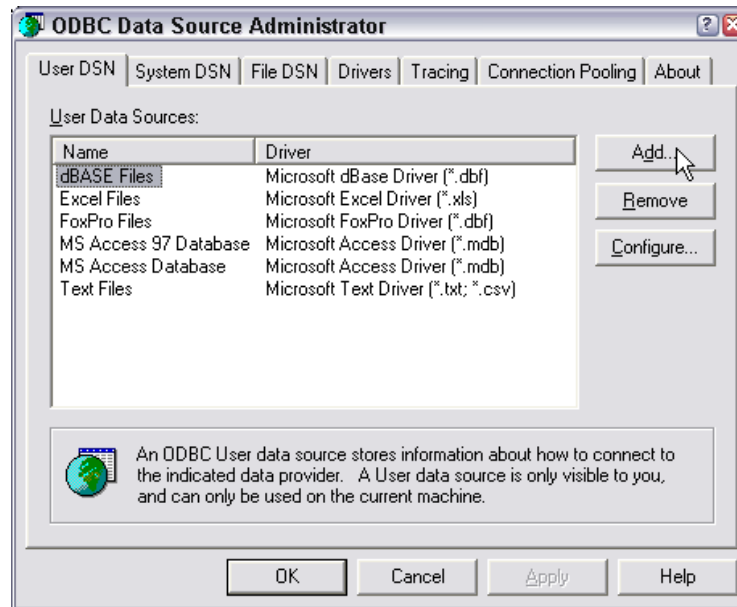 ODBC Data Source Administrator
User DSN System DSN File DSN Drivers Tracing Connection Pooling About
User Data Sources:
Name Driver
dBASE Files Microsoft dBase Driver (*.dbf)
Excel Files Microsoft Excel Driver (*.xls)
FoxPro Files Microsoft FoxPro Driver (*.dbf)
MS Access 97 Database Microsoft Access Driver (*.mdb)
MS Access Database Microsoft Access Driver (*.mdb)
Text Files Microsoft Text Driver (*.txt; *.csv)
Add...
Remove
Configure...
An ODBC User data source stores information about how to connect to
the indicated data provider. A User data source is only visible to you,
and can only be used on the current machine.
OK Cancel Apply Help